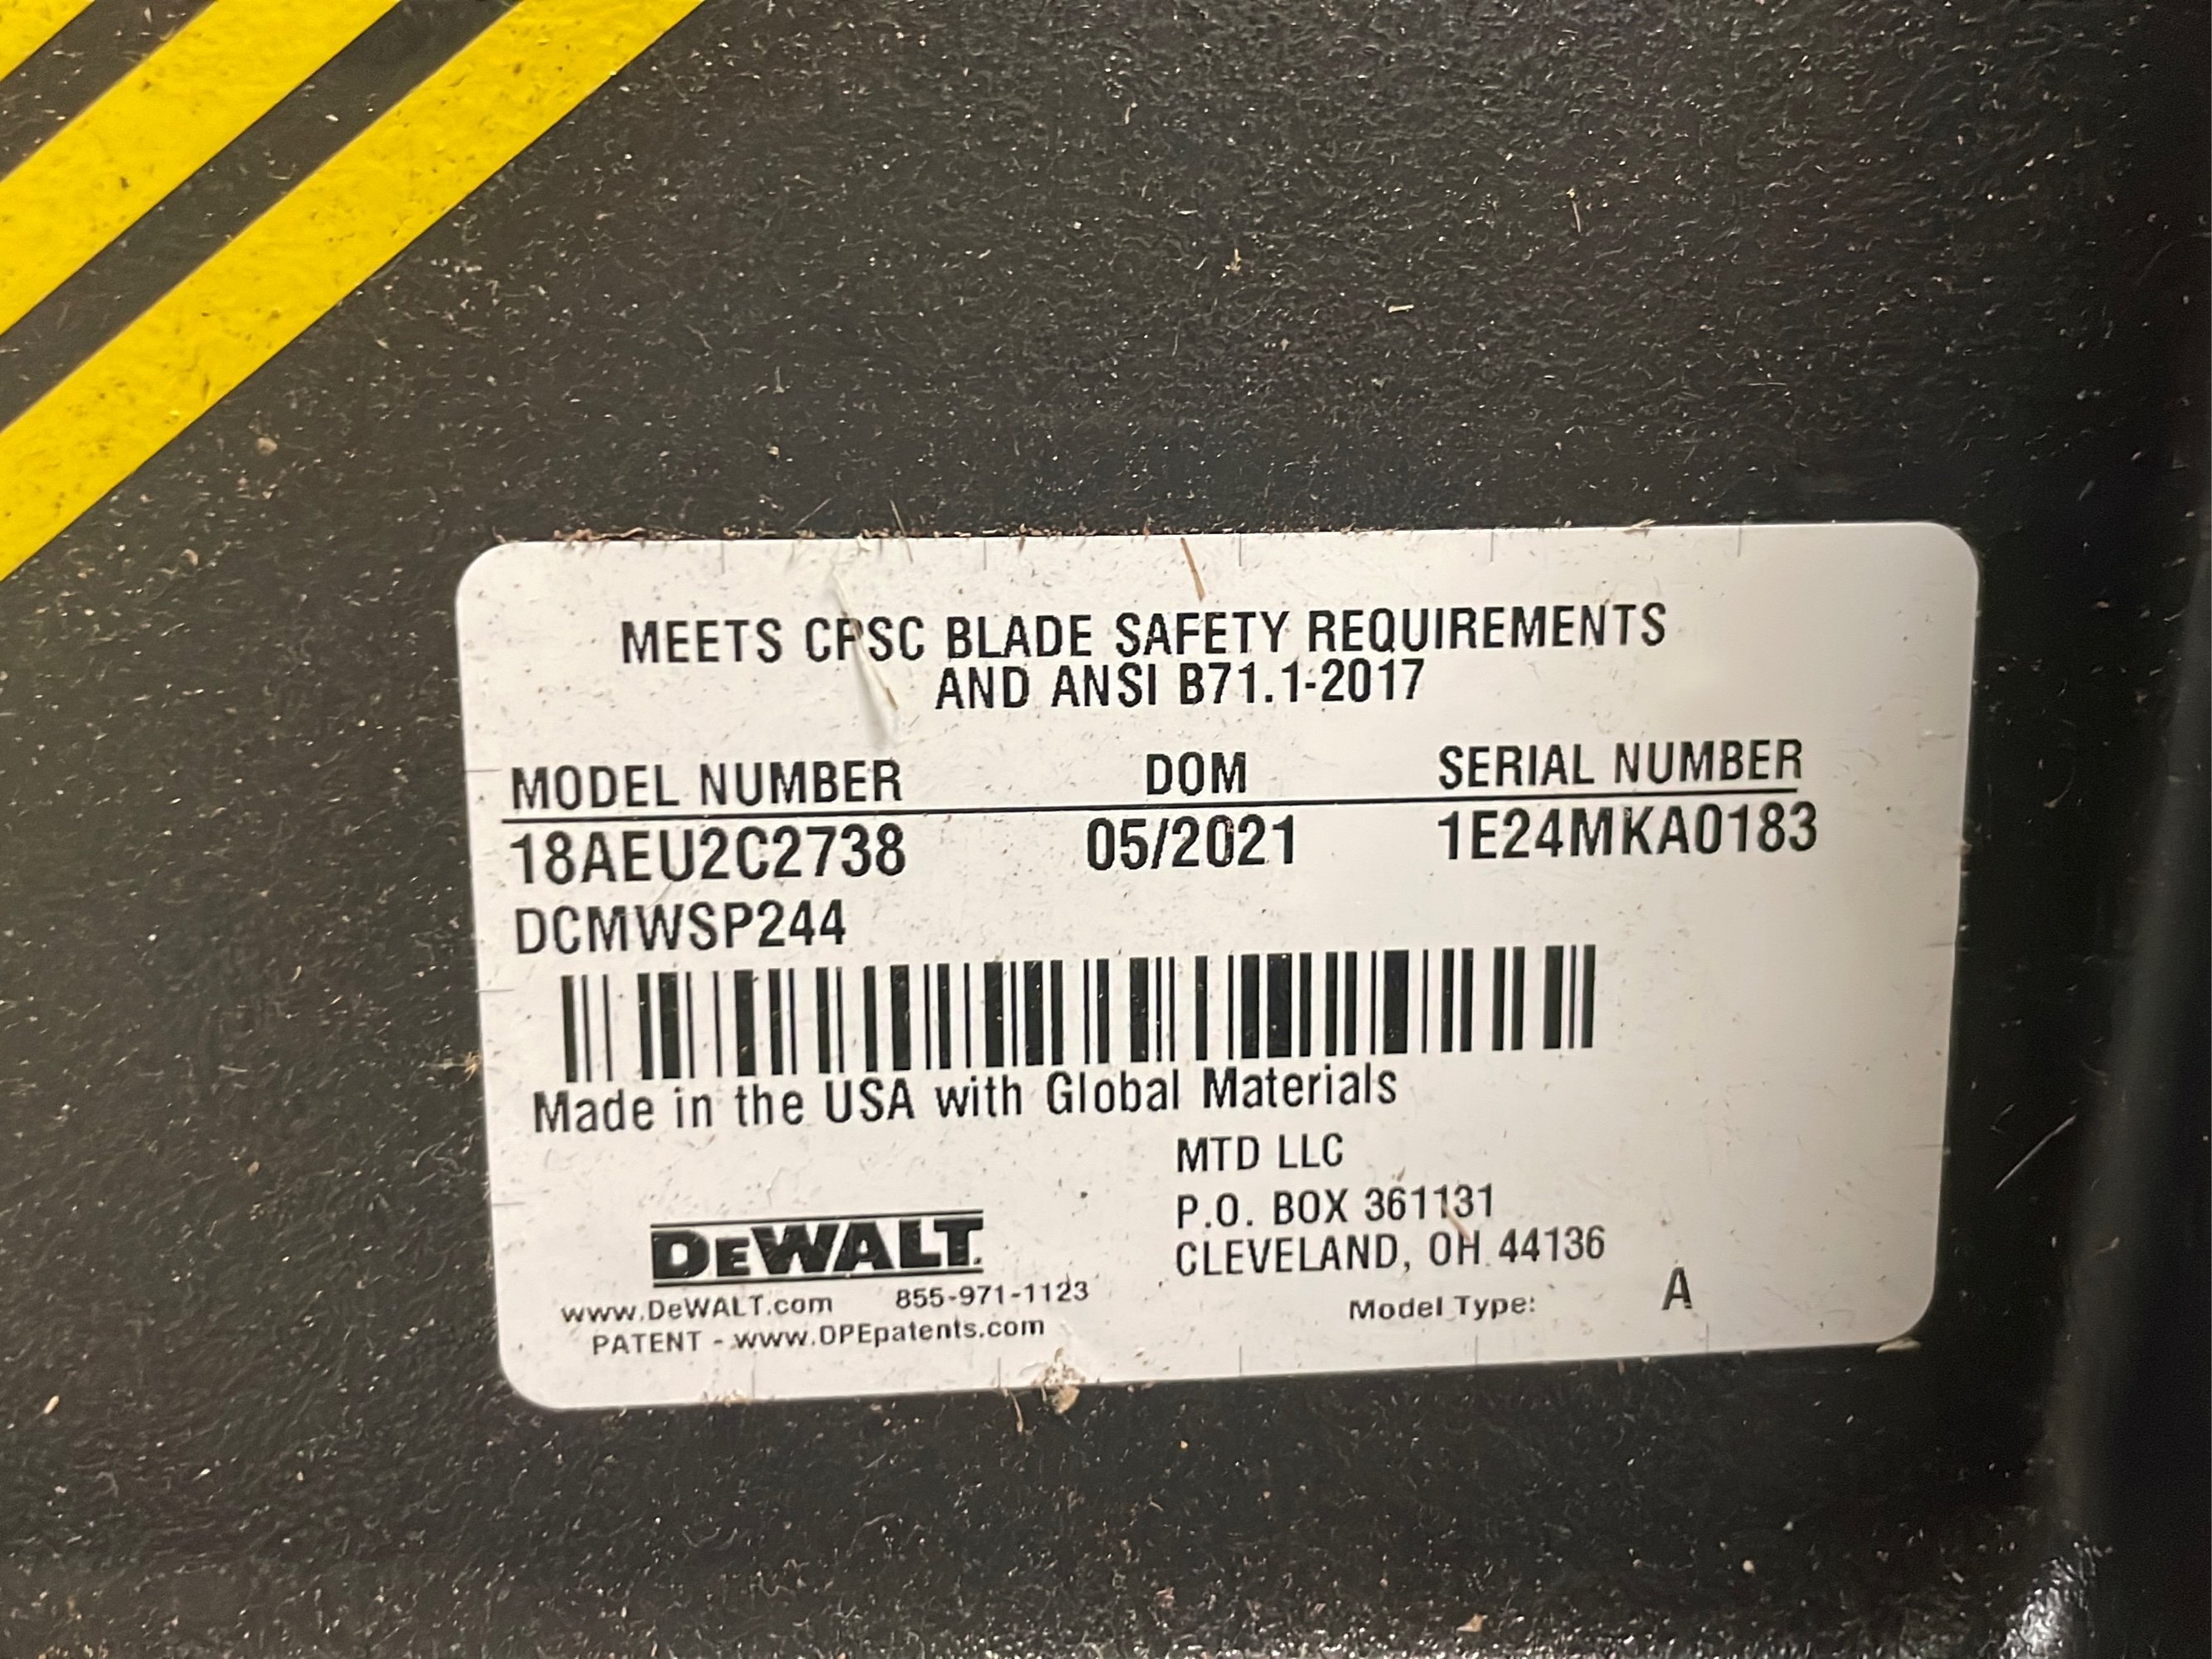 MEETS CPSC BLADE SAFETY REQUIREMENTS
AND ANSI B71.1-2017
MODEL NUMBER DOM SERIAL NUMBER
18AEU2C2738 05/2021 1E24MKA0183
DCMWSP244
Made in the USA with Global Materials
MTD LLC
P.O. BOX 361131
CLEVELAND, OH 44136
DEWALT
www.DeWALT.com 855-971-1123
PATENT - www.OPEpatents.com
Model Type: A